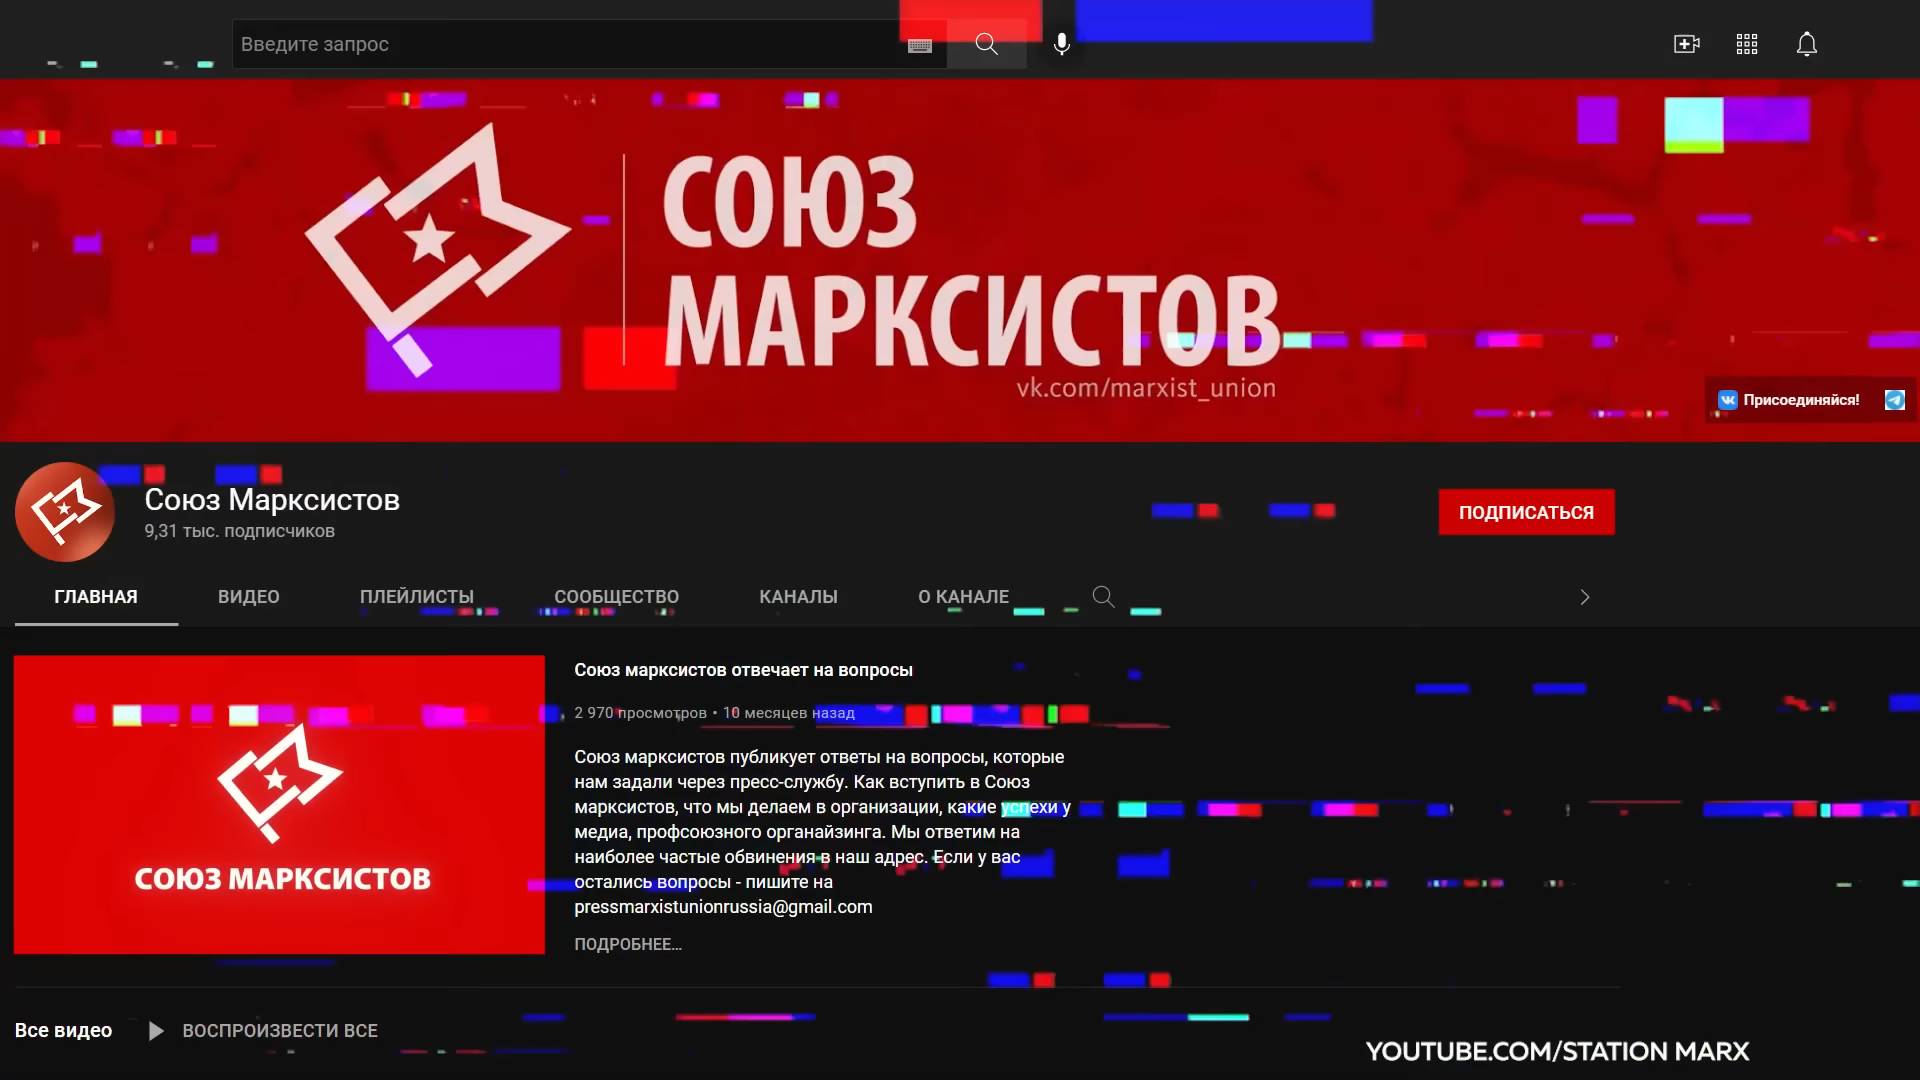 Введите запрос
СОЮЗ
МАРКСИСТОВ
vk.com/marxist_union
Присоединяйся!
Союз Марксистов
9,31 тыс. подписчиков
ПОДПИСАТЬСЯ
ГЛАВНАЯ ВИДЕО ПЛЕЙЛИСТЫ СООБЩЕСТВО КАНАЛЫ О КАНАЛЕ
СОЮЗ МАРКСИСТОВ
Союз марксистов отвечает на вопросы
2 970 просмотров • 10 месяцев назад
Союз марксистов публикует ответы на вопросы, которые
нам задали через пресс-службу. Как вступить в Союз
марксистов, что мы делаем в организации, какие успехи у
медиа, профсоюзного органайзинга. Мы ответим на
наиболее частые обвинения в наш адрес. Если у вас
остались вопросы - пишите на
pressmarxistunionrussia@gmail.com
ПОДРОБНЕЕ...
Все видео ВОСПРОИЗВЕСТИ ВСЕ
YOUTUBE.COM/STATION MARX